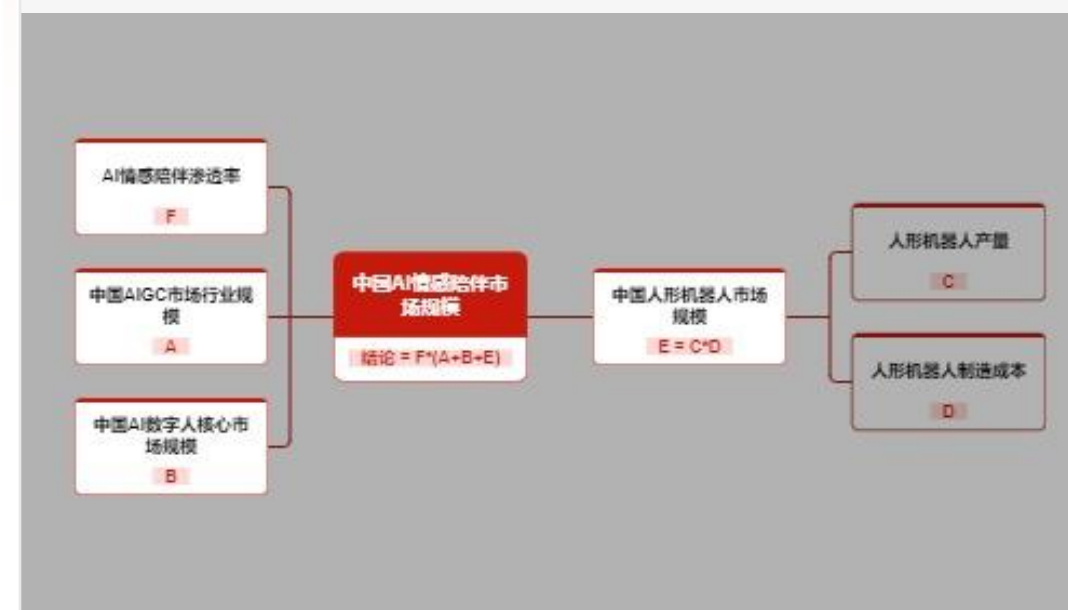 AI情感陪伴渗透率
F
中国AIGC市场行业规
模
A
中国AI数字人核心市
场规模
B
中国AI情感陪伴市
场规模
结论 = F*(A+B+E)
中国人形机器人市场
规模
E = C*D
人形机器人产量
C
人形机器人制造成本
D